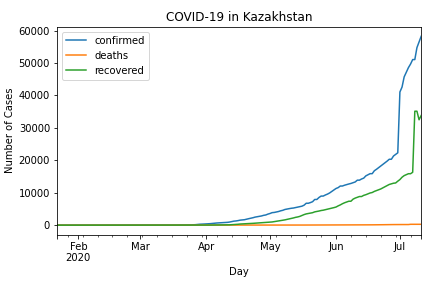 COVID-19 in Kazakhstan
confirmed
deaths
recovered
60000
50000
40000
30000
20000
10000
0
Number of Cases
Feb Mar Apr May Jun Jul
2020
Day